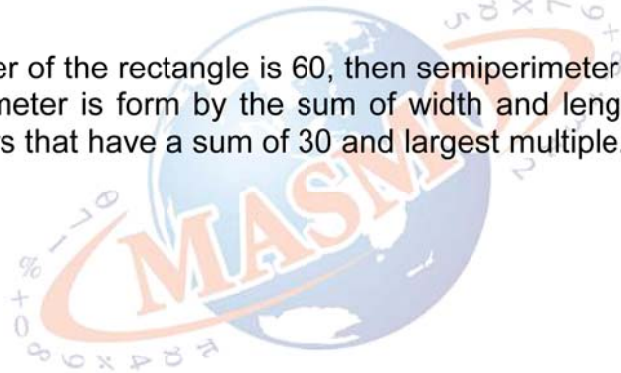 er of the rectangle is 60, then semiperimeter
meter is form by the sum of width and leng
rs that have a sum of 30 and largest multiple.
MASMO